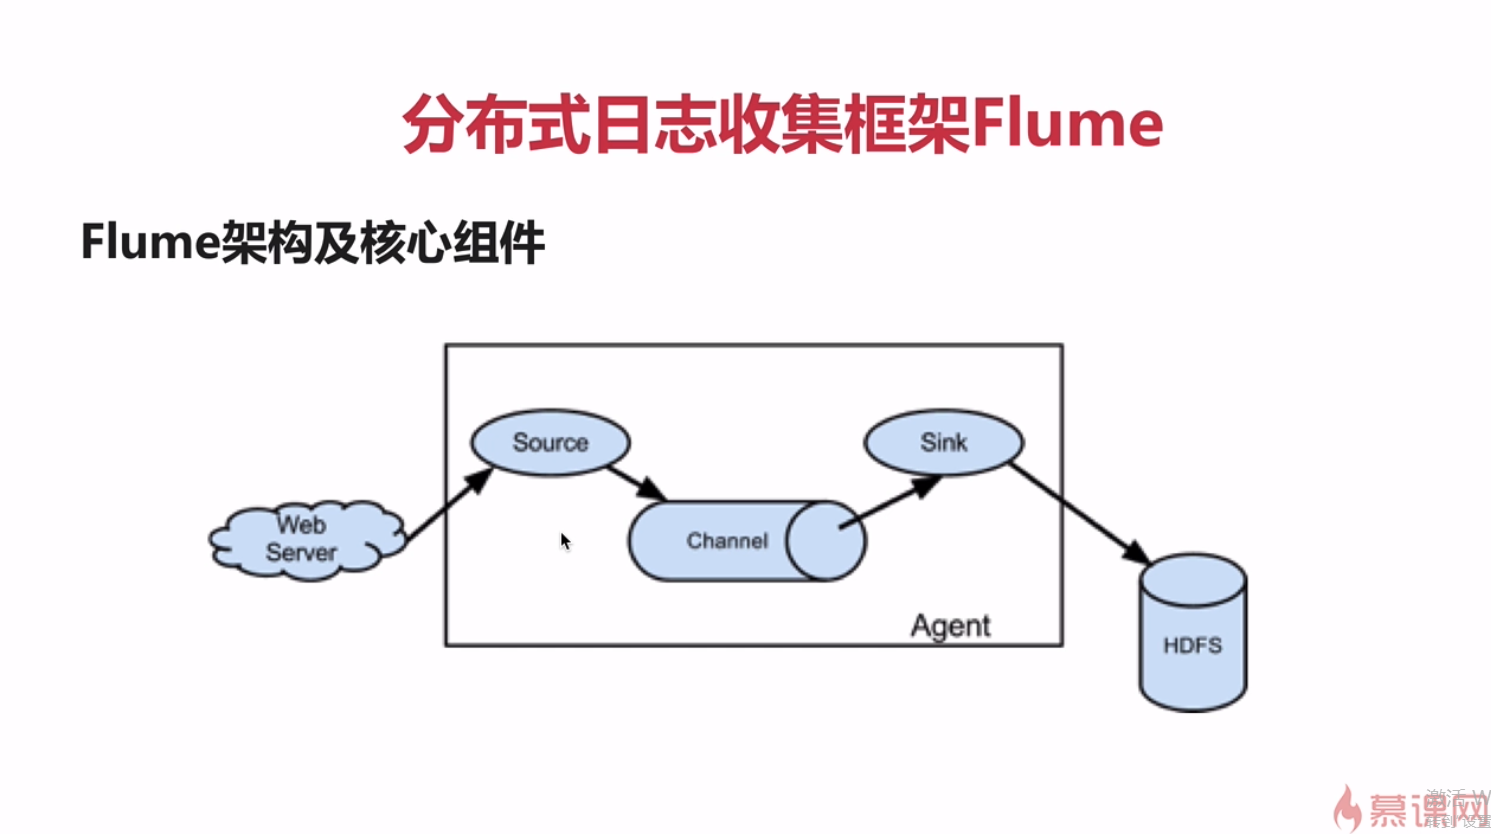 分布式日志收集框架Flume
Flume架构及核心组件
Source
Sink
Web
Server
Channel
Agent
HDFS
慕课网
激活 W
转到"设置